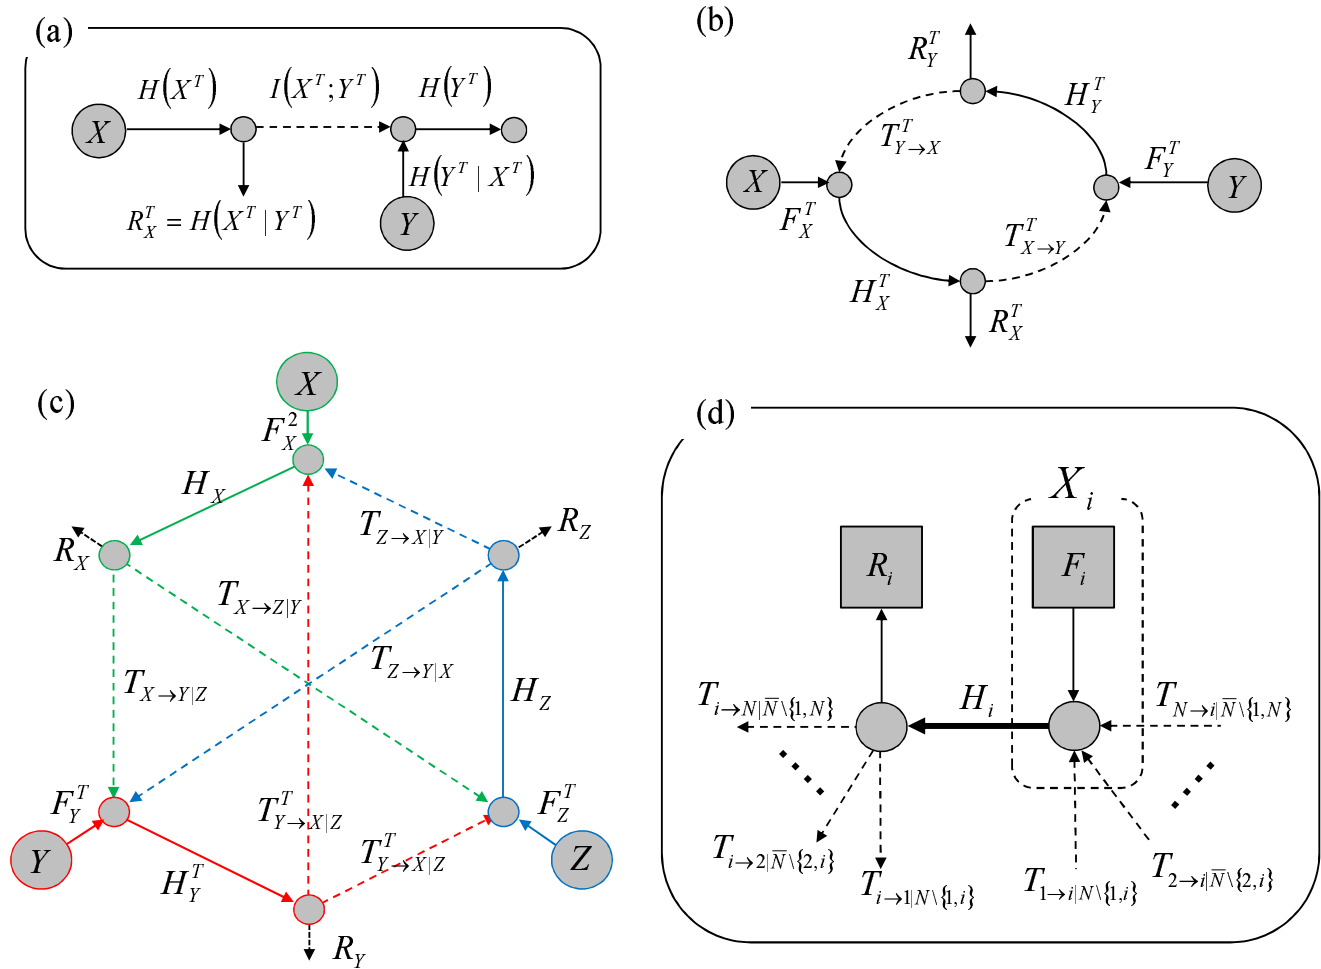 (a)
H(X^T)
I(X^T;Y^T)
H(Y^T)
X
H(Y^T | X^T)
R_X^T = H(X^T | Y^T)
Y
(b)
R_Y^T
H_Y^T
T_{Y→X}^T
F_Y^T
X
Y
F_X^T
T_{X→Y}^T
H_X^T
R_X^T
(c)
X
F_X^2
H_X
T_{Z→X|Y}
R_Z
R_X
T_{X→Z|Y}
T_{Z→Y|X}
T_{X→Y|Z}
H_Z
F_Y^T
T_{Y→X|Z}^T
F_Z^T
Y
T_{Y→X|Z}^T
Z
H_Y^T
R_Y
(d)
X_i
R_i
F_i
T_{i→N|N̅\{1,N}}
H_i
T_{N→i|N̅\{1,N}}
T_{i→2|N̅\{2,i}}
T_{i→1|N\{1,i}}
T_{1→i|N\{1,i}}
T_{2→i|N̅\{2,i}}